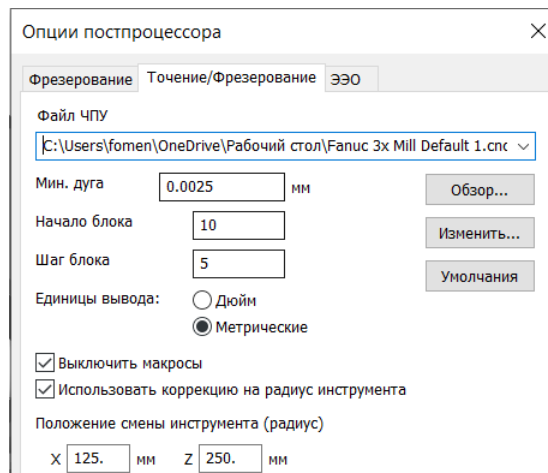 Опции постпроцессора
Фрезерование Точение/Фрезерование ЭЭО
Файл ЧПУ
C:\Users\fomen\OneDrive\Рабочий стол\Fanuc 3x Mill Default 1.cnc
Мин. дуга 0.0025 мм Обзор...
Начало блока 10 Изменить...
Шаг блока 5 Умолчания
Единицы вывода: Дюйм
Метрические
Выключить макросы
Использовать коррекцию на радиус инструмента
Положение смены инструмента (радиус)
X 125. мм Z 250. мм